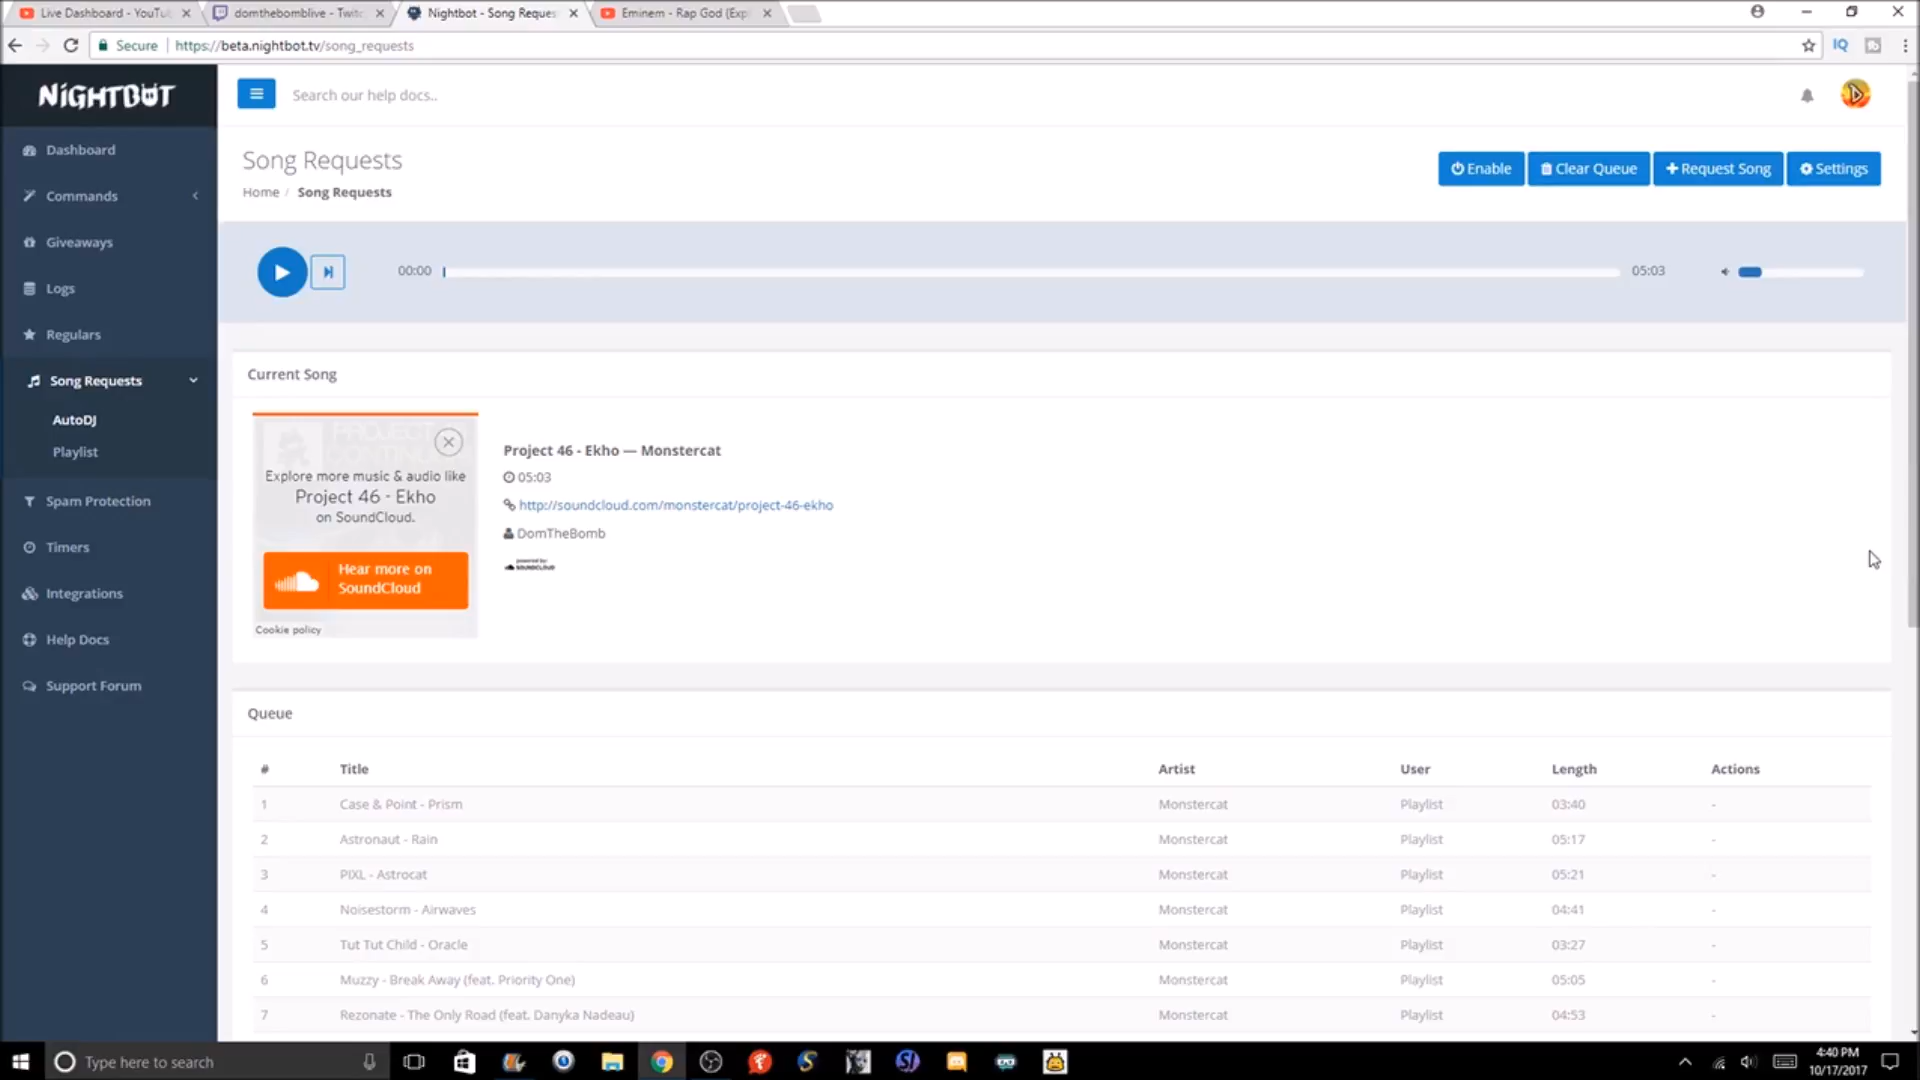 Live Dashboard - YouTu
domthebomblive - Twitc
Nightbot - Song Reques
Eminem - Rap God (Exp
Secure
https://beta.nightbot.tv/song_requests
IQ
NIGHTBOT
Search our help docs..
Dashboard
Commands
Giveaways
Logs
Regulars
Song Requests
AutoDJ
Playlist
Spam Protection
Timers
Integrations
Help Docs
Support Forum
Song Requests
Home / Song Requests
Enable
Clear Queue
Request Song
Settings
00:00
05:03
Current Song
Explore more music & audio like
Project 46 - Ekho
on SoundCloud.
Hear more on
SoundCloud
Cookie policy
Project 46 - Ekho — Monstercat
05:03
http://soundcloud.com/monstercat/project-46-ekho
DomTheBomb
powered by
SOUNDCLOUD
Queue
# Title Artist User Length Actions
1 Case & Point - Prism Monstercat Playlist 03:40 -
2 Astronaut - Rain Monstercat Playlist 05:17 -
3 PIXL - Astrocat Monstercat Playlist 05:21 -
4 Noisestorm - Airwaves Monstercat Playlist 04:41 -
5 Tut Tut Child - Oracle Monstercat Playlist 03:27 -
6 Muzzy - Break Away (feat. Priority One) Monstercat Playlist 05:05 -
7 Rezonate - The Only Road (feat. Danyka Nadeau) Monstercat Playlist 04:53 -
Type here to search
4:40 PM
10/17/2017